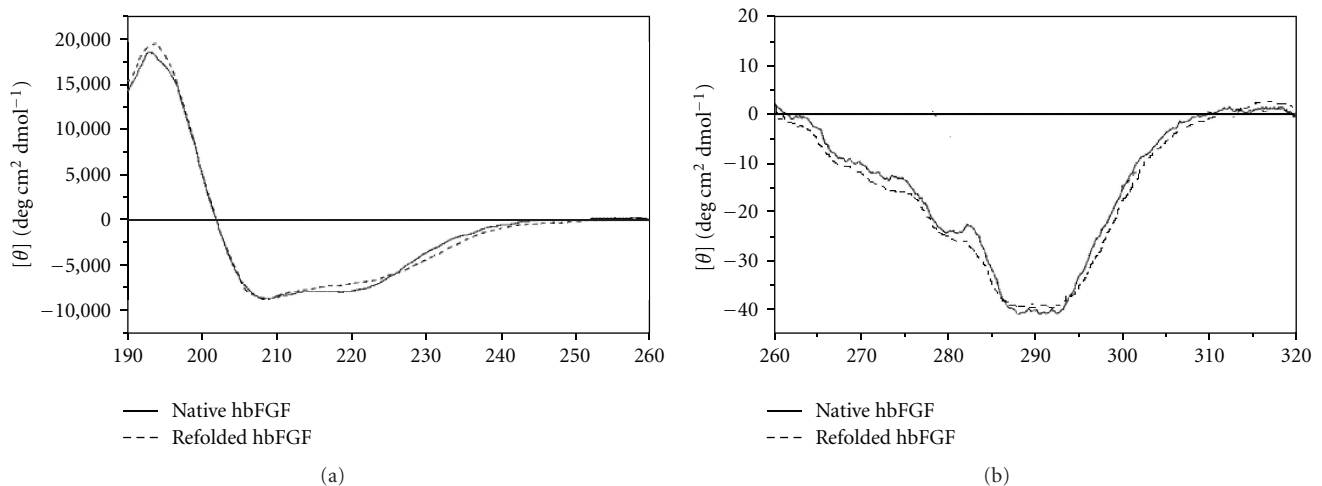 20,000
15,000
10,000
5,000
0
−5,000
−10,000
[θ] (deg cm² dmol⁻¹)
190 200 210 220 230 240 250 260
Native hbFGF
Refolded hbFGF
(a)
20
10
0
−10
−20
−30
−40
[θ] (deg cm² dmol⁻¹)
260 270 280 290 300 310 320
Native hbFGF
Refolded hbFGF
(b)